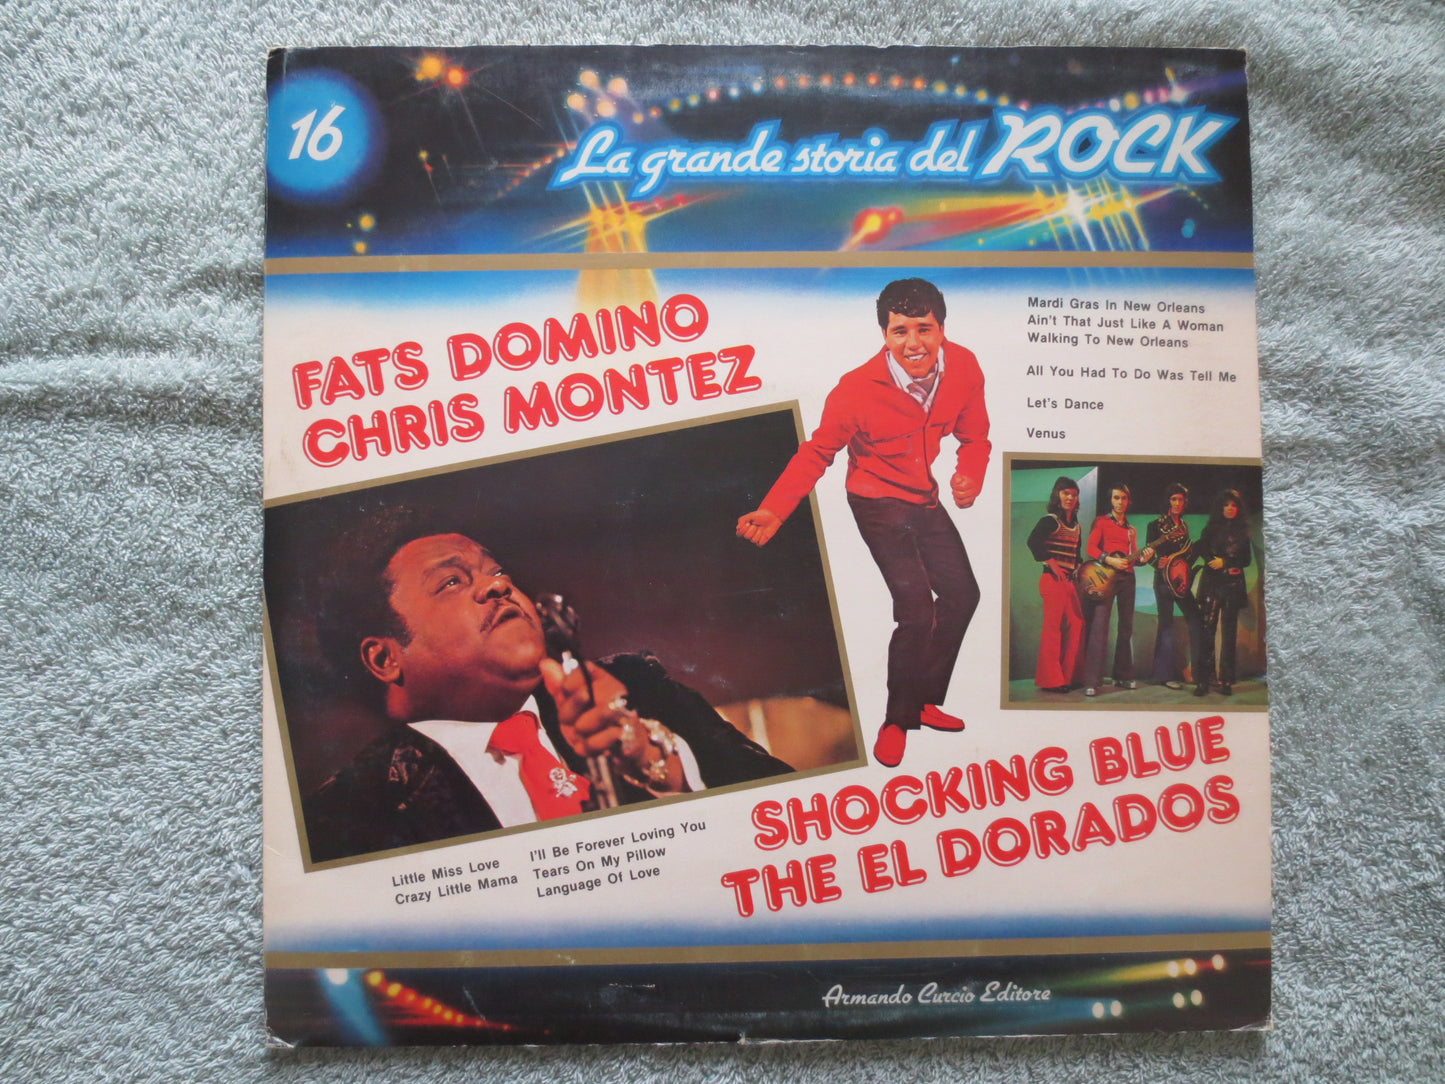 16
La grande storia del ROCK
FATS DOMINO
CHRIS MONTEZ
Mardi Gras In New Orleans
Ain't That Just Like A Woman
Walking To New Orleans
All You Had To Do Was Tell Me
Let's Dance
Venus
SHOCKING BLUE
THE EL DORADOS
Little Miss Love
Crazy Little Mama
I'll Be Forever Loving You
Tears On My Pillow
Language Of Love
Armando Curcio Editore